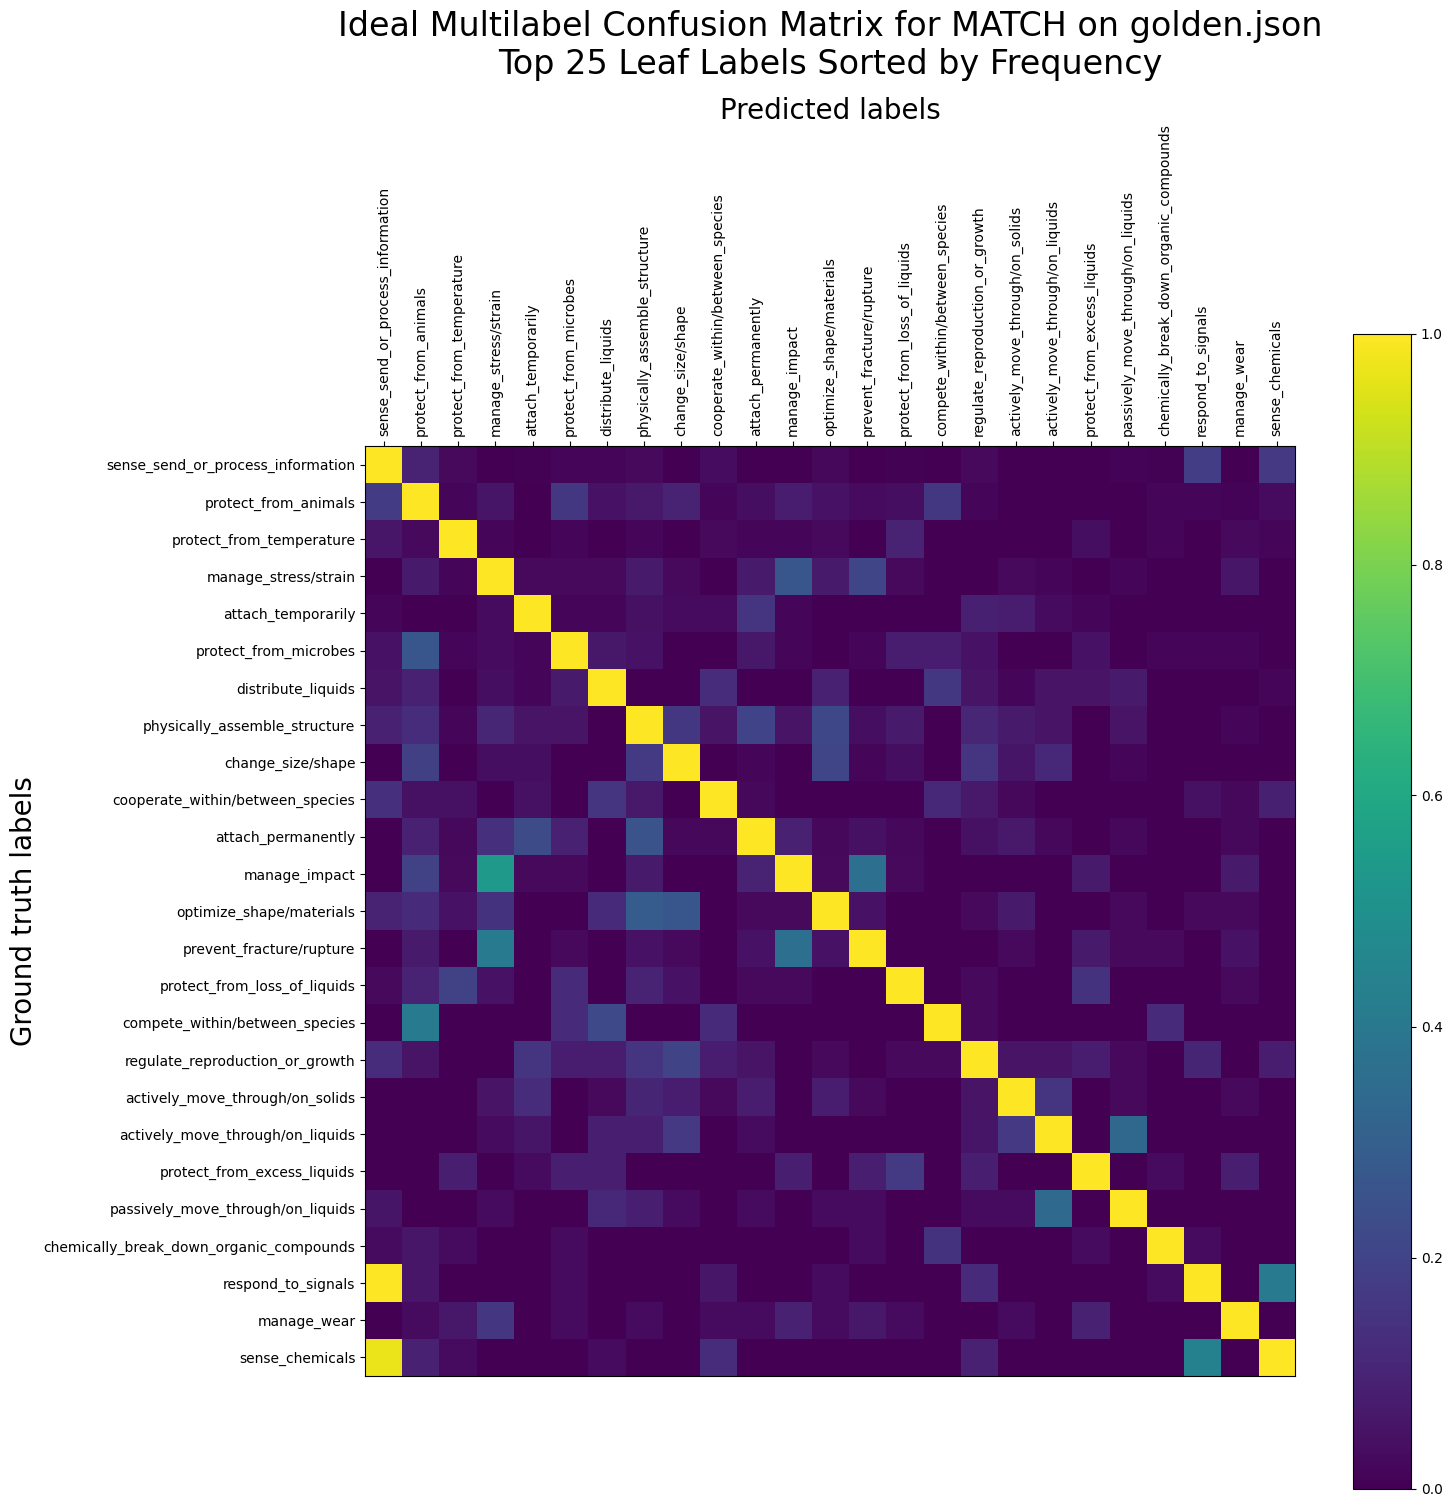 Ideal Multilabel Confusion Matrix for MATCH on golden.json
Top 25 Leaf Labels Sorted by Frequency
Predicted labels
sense_send_or_process_information
protect_from_animals
protect_from_temperature
manage_stress/strain
attach_temporarily
protect_from_microbes
distribute_liquids
physically_assemble_structure
change_size/shape
cooperate_within/between_species
attach_permanently
manage_impact
optimize_shape/materials
prevent_fracture/rupture
protect_from_loss_of_liquids
compete_within/between_species
regulate_reproduction_or_growth
actively_move_through/on_solids
actively_move_through/on_liquids
protect_from_excess_liquids
passively_move_through/on_liquids
chemically_break_down_organic_compounds
respond_to_signals
manage_wear
sense_chemicals
Ground truth labels
sense_send_or_process_information
protect_from_animals
protect_from_temperature
manage_stress/strain
attach_temporarily
protect_from_microbes
distribute_liquids
physically_assemble_structure
change_size/shape
cooperate_within/between_species
attach_permanently
manage_impact
optimize_shape/materials
prevent_fracture/rupture
protect_from_loss_of_liquids
compete_within/between_species
regulate_reproduction_or_growth
actively_move_through/on_solids
actively_move_through/on_liquids
protect_from_excess_liquids
passively_move_through/on_liquids
chemically_break_down_organic_compounds
respond_to_signals
manage_wear
sense_chemicals
1.0
0.8
0.6
0.4
0.2
0.0